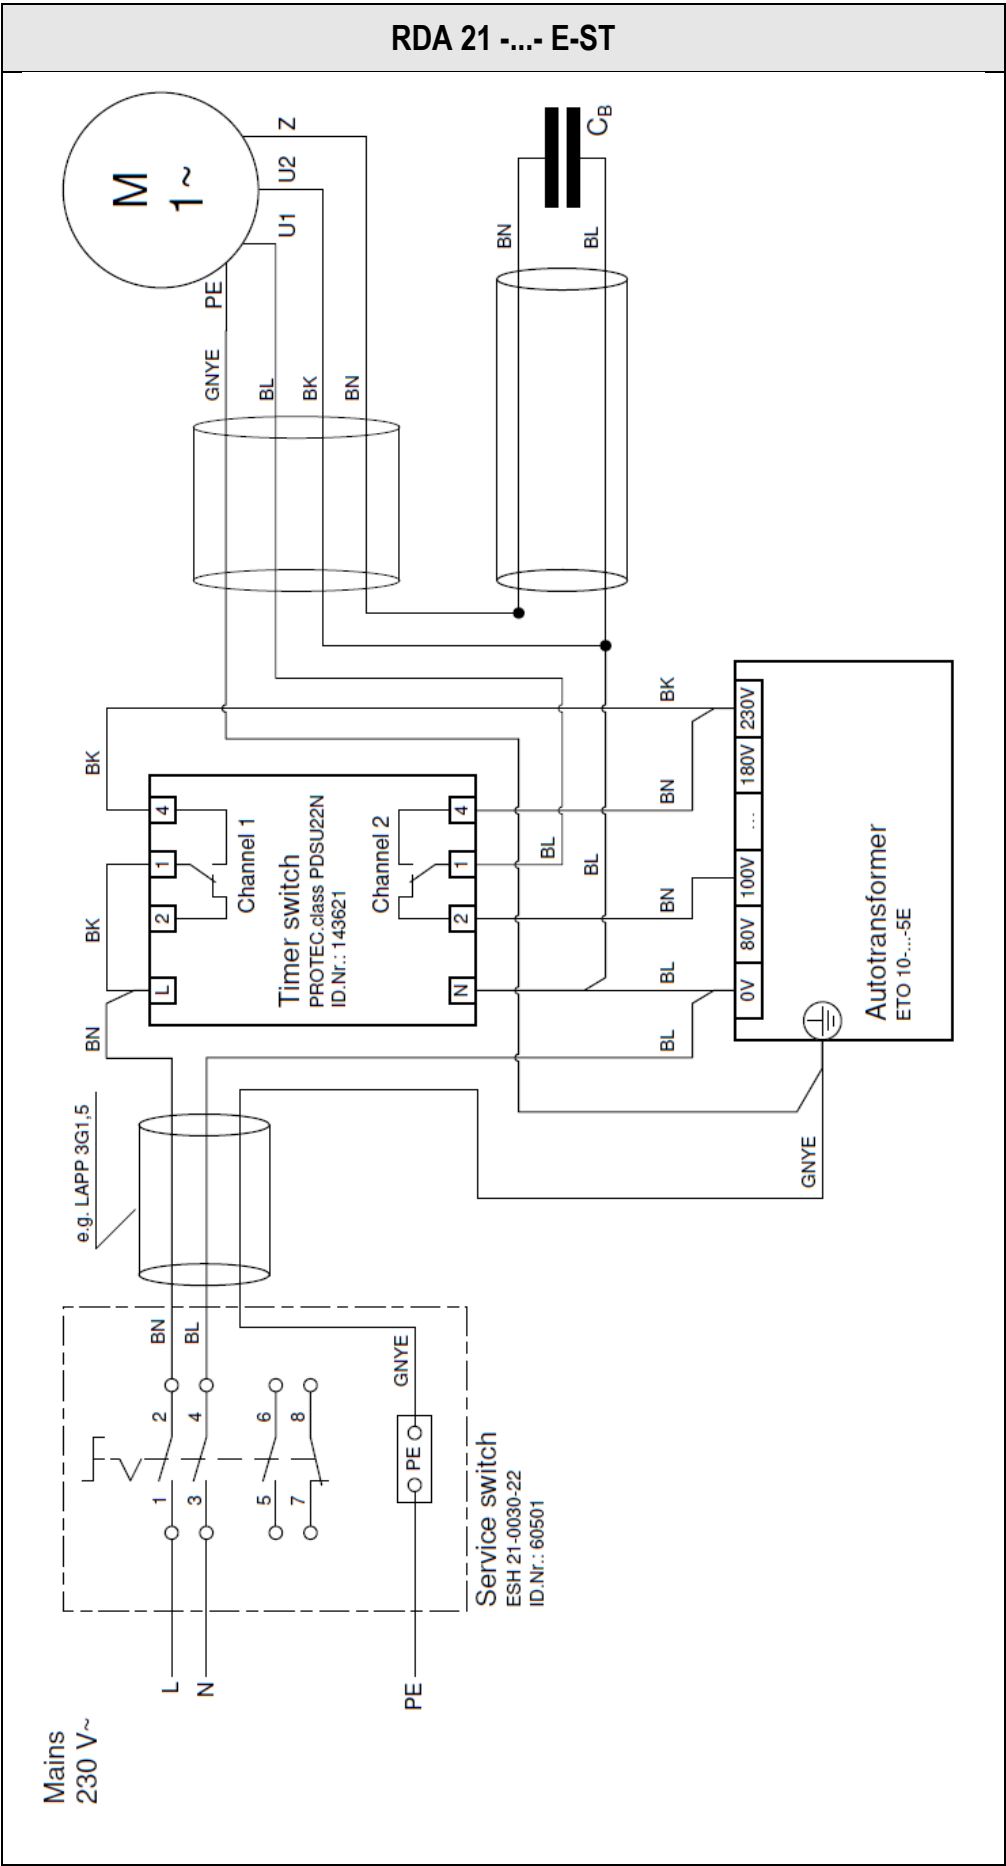 RDA 21 -...- E-ST
Mains
230 V~
L
N
PE
1
2
3
4
5
6
7
8
BN
BL
PE
GNYE
Service switch
ESH 21-0030-22
ID.Nr.: 60501
e.g. LAPP 3G1,5
BN
BK
BK
L
2
1
4
Channel 1
Timer switch
PROTEC.class PDSU22N
ID.Nr.: 143621
Channel 2
N
2
1
4
BL
BL
BL
BL
BN
BN
BK
GNYE
0V
80V
100V
...
180V
230V
Autotransformer
ETO 10-...-5E
GNYE
BL
BK
BN
PE
U1
U2
Z
M
1~
BN
BL
CB